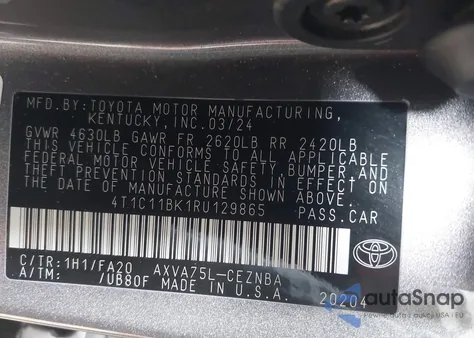 MFD.BY:TOYOTA MOTOR MANUFACTURING,
KENTUCKY, INC.03/24
GVWR 4630LB GAWR FR 2620LB RR 2420LB
THIS VEHICLE CONFORMS TO ALL APPLICABLE
FEDERAL MOTOR VEHICLE SAFETY, BUMPER, AND
THEFT PREVENTION STANDARDS IN EFFECT ON
THE DATE OF MANUFACTURE SHOWN ABOVE.
4T1C11BK1RU129865 PASS.CAR
C/TR:1H1/FA20 AXVA75L-CEZNBA
A/TM: /UB80F MADE IN U.S.A. 20204
autoSnap